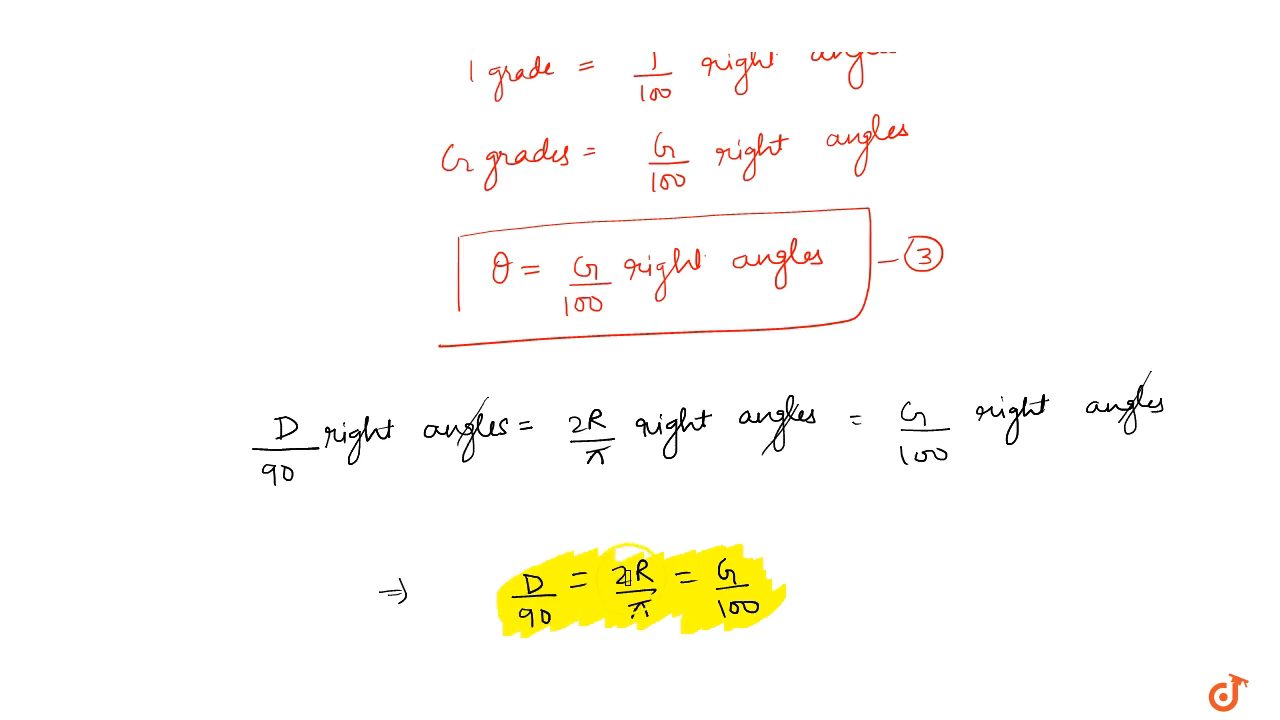 1 grade = 1/100 right angles
G grades = G/100 right angles
θ = G/100 right angles — ③
D/90 right angles = 2R/π right angles = G/100 right angles
⇒ D/90 = 2R/π = G/100